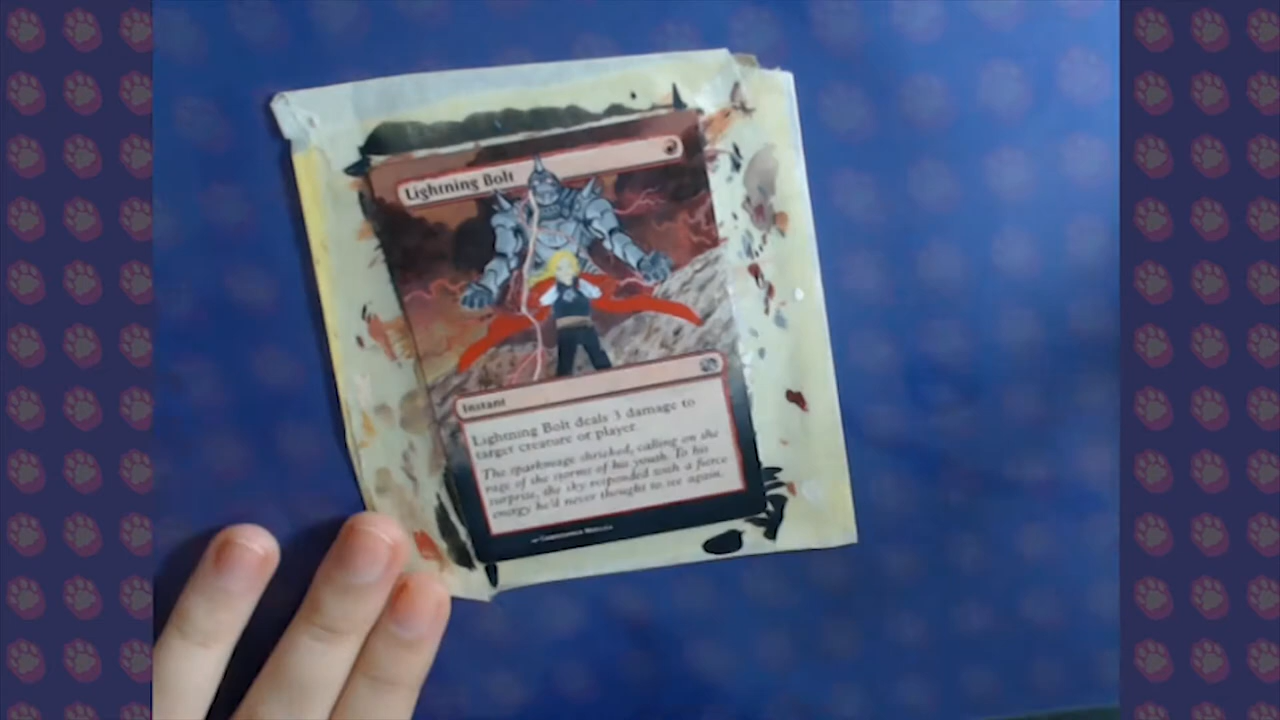 Lightning Bolt
Instant
Lightning Bolt deals 3 damage to
target creature or player.
The sparkmage shrieked, calling on the
rage of the storms of his youth. To his
surprise, the sky responded with a fierce
energy he'd never thought to see again.